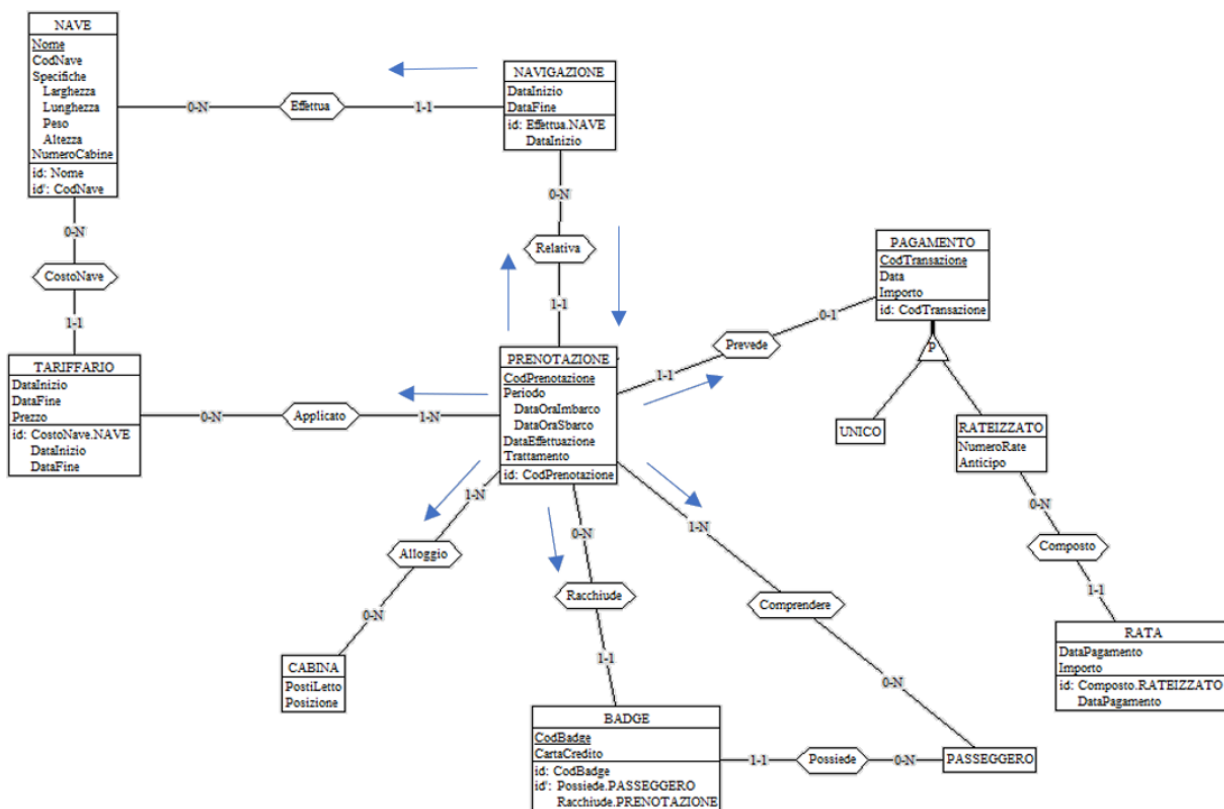 NAVE
Nome
CodNave
Specifiche
Larghezza
Lunghezza
Peso
Altezza
NumeroCabine
id: Nome
id': CodNave
0-N
Effettua
1-1
NAVIGAZIONE
DataInizio
DataFine
id: Effettua.NAVE
DataInizio
0-N
CostoNave
1-1
0-N
Relativa
1-1
PAGAMENTO
CodTransazione
Data
Importo
id: CodTransazione
P
UNICO
RATEIZZATO
NumeroRate
Anticipo
0-1
Prevede
1-1
TARIFFARIO
DataInizio
DataFine
Prezzo
id: CostoNave.NAVE
DataInizio
DataFine
0-N
Applicato
1-N
PRENOTAZIONE
CodPrenotazione
Periodo
DataOraImbarco
DataOraSbarco
DataEffettuazione
Trattamento
id: CodPrenotazione
1-N
Alloggio
0-N
CABINA
PostiLetto
Posizione
0-N
Racchiude
1-1
1-N
Comprendere
0-N
0-N
Composto
1-1
RATA
DataPagamento
Importo
id: Composto.RATEIZZATO
DataPagamento
BADGE
CodBadge
CartaCredito
id: CodBadge
id': Possiede.PASSEGGERO
Racchiude.PRENOTAZIONE
1-1
Possiede
0-N
PASSEGGERO